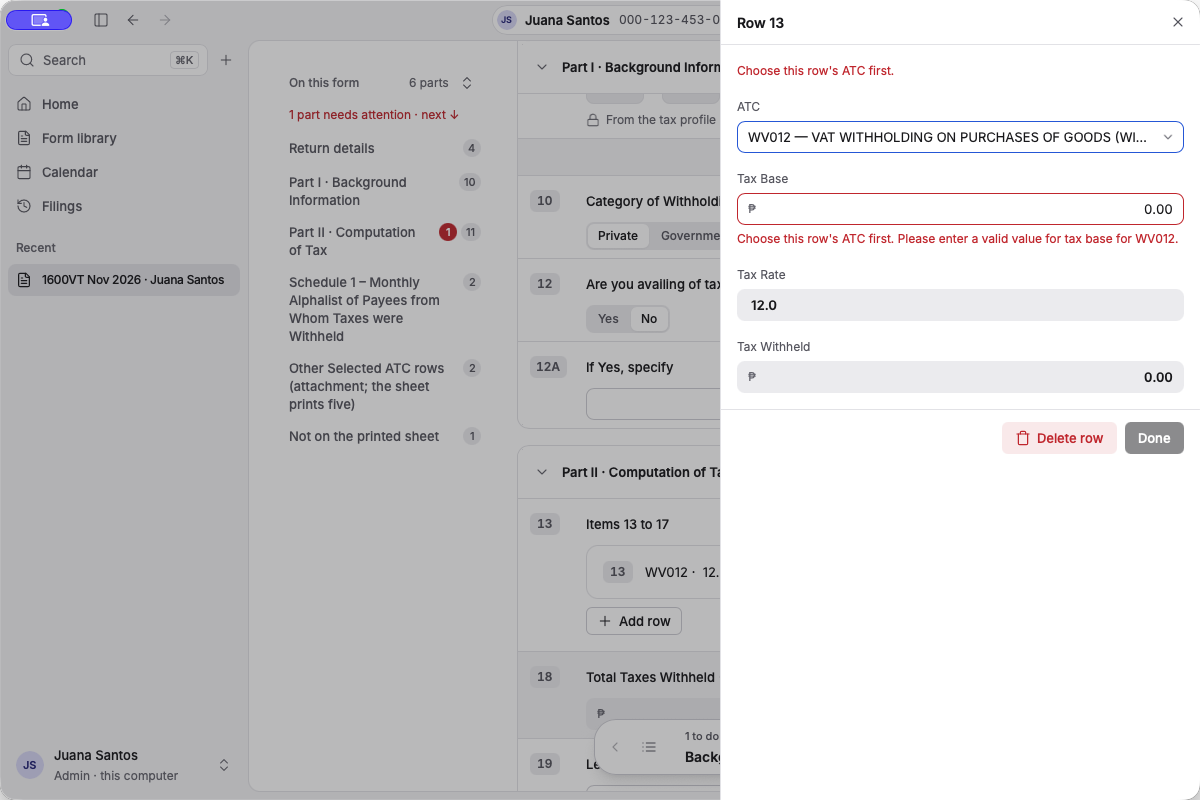 JS Juana Santos 000-123-453-0
Search ⌘K
Home
Form library
Calendar
Filings
Recent
1600VT Nov 2026 · Juana Santos
JS
Juana Santos
Admin · this computer
On this form 6 parts
1 part needs attention · next ↓
Return details 4
Part I · Background Information 10
Part II · Computation of Tax 1 11
Schedule 1 – Monthly Alphalist of Payees from Whom Taxes were Withheld 2
Other Selected ATC rows (attachment; the sheet prints five) 2
Not on the printed sheet 1
Part I · Background Inform
From the tax profile
10 Category of Withholdi
Private Governme
12 Are you availing of tax
Yes No
12A If Yes, specify
Part II · Computation of Ta
13 Items 13 to 17
13 WV012 · 12.
+ Add row
18 Total Taxes Withheld
₱
19 Le
1 to do
Backg
Row 13
Choose this row's ATC first.
ATC
WV012 — VAT WITHHOLDING ON PURCHASES OF GOODS (WI...
Tax Base
₱ 0.00
Choose this row's ATC first. Please enter a valid value for tax base for WV012.
Tax Rate
12.0
Tax Withheld
₱ 0.00
Delete row
Done